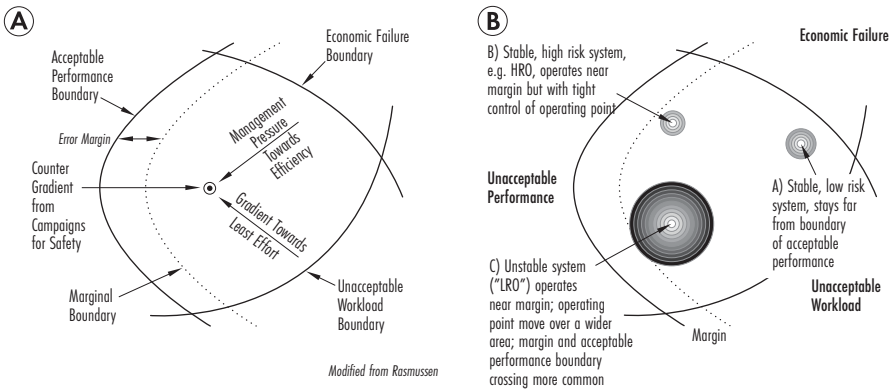 A
Economic Failure
Boundary
Acceptable
Performance
Boundary
Management
Pressure
Towards
Efficiency
Error Margin
Counter
Gradient
from
Campaigns
for Safety
Gradient Towards
Least Effort
Marginal
Boundary
Unacceptable
Workload
Boundary
Modified from Rasmussen
B
Economic Failure
B) Stable, high risk system,
e.g. HRO, operates near
margin but with tight
control of operating point
Unacceptable
Performance
A) Stable, low risk
system, stays far
from boundary
of acceptable
performance
C) Unstable system
("LRO") operates
near margin; operating
point move over a wider
area; margin and acceptable
performance boundary
crossing more common
Unacceptable
Workload
Margin